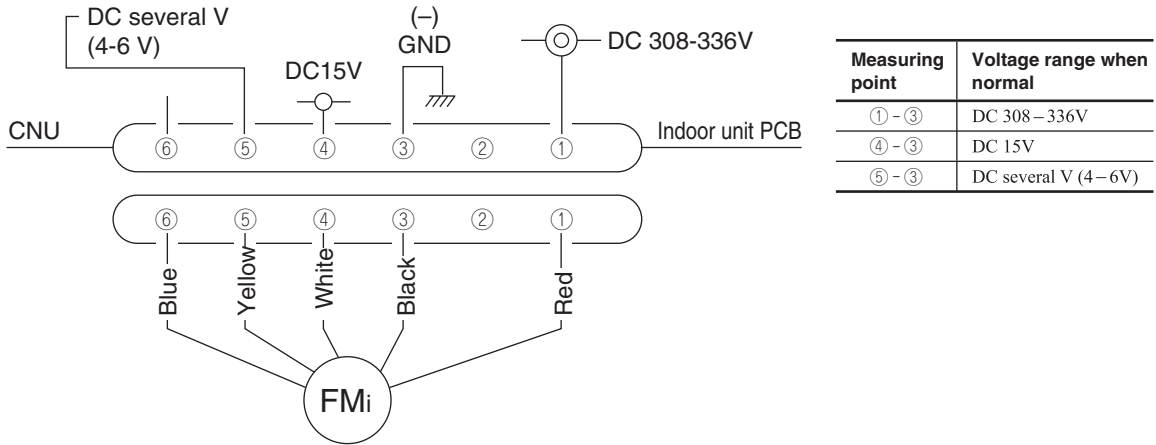 DC several V
(4-6 V)
(–)
GND
DC15V
DC 308-336V
CNU
⑥ ⑤ ④ ③ ② ①
Indoor unit PCB
⑥ ⑤ ④ ③ ② ①
Blue
Yellow
White
Black
Red
FMi
Measuring point
Voltage range when normal
① - ③ DC 308–336V
④ - ③ DC 15V
⑤ - ③ DC several V (4–6V)